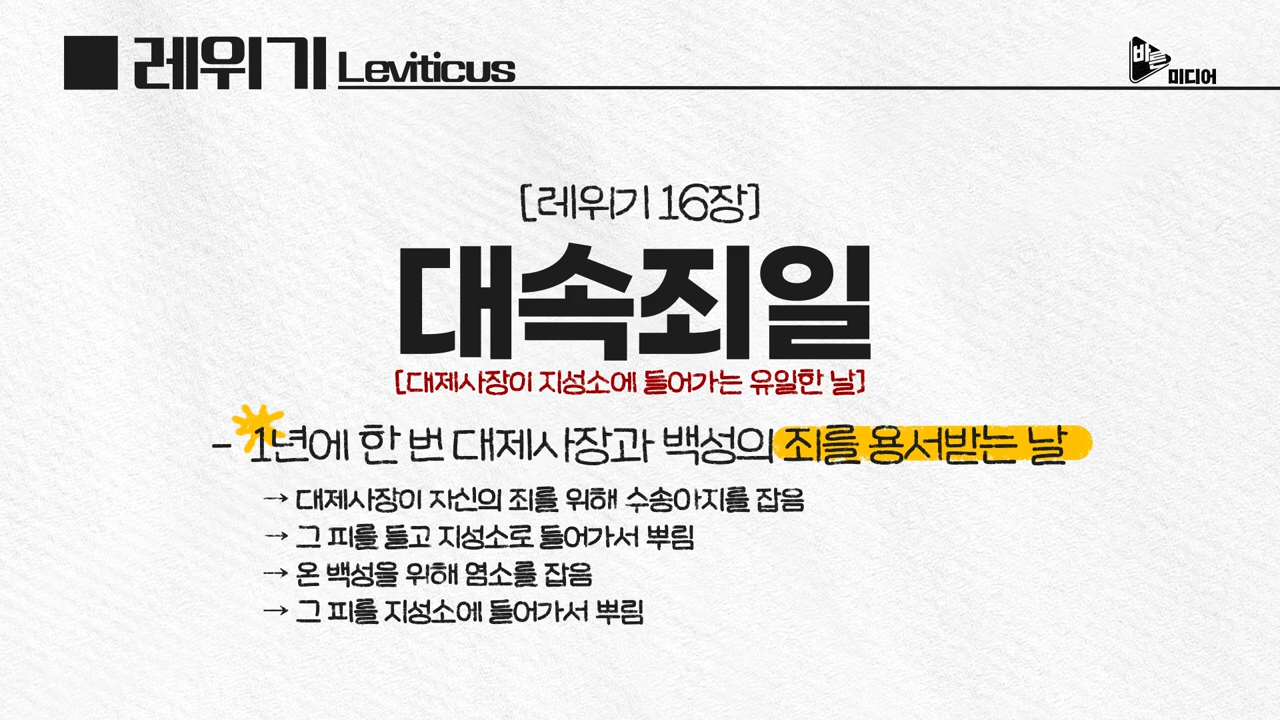 ■ 레위기 Leviticus
바른 미디어
[레위기 16장]
대속죄일
[대제사장이 지성소에 들어가는 유일한 날]
- 1년에 한 번 대제사장과 백성의 죄를 용서받는 날
→ 대제사장이 자신의 죄를 위해 수송아지를 잡음
→ 그 피를 들고 지성소로 들어가서 뿌림
→ 온 백성을 위해 염소를 잡음
→ 그 피를 지성소에 들어가서 뿌림